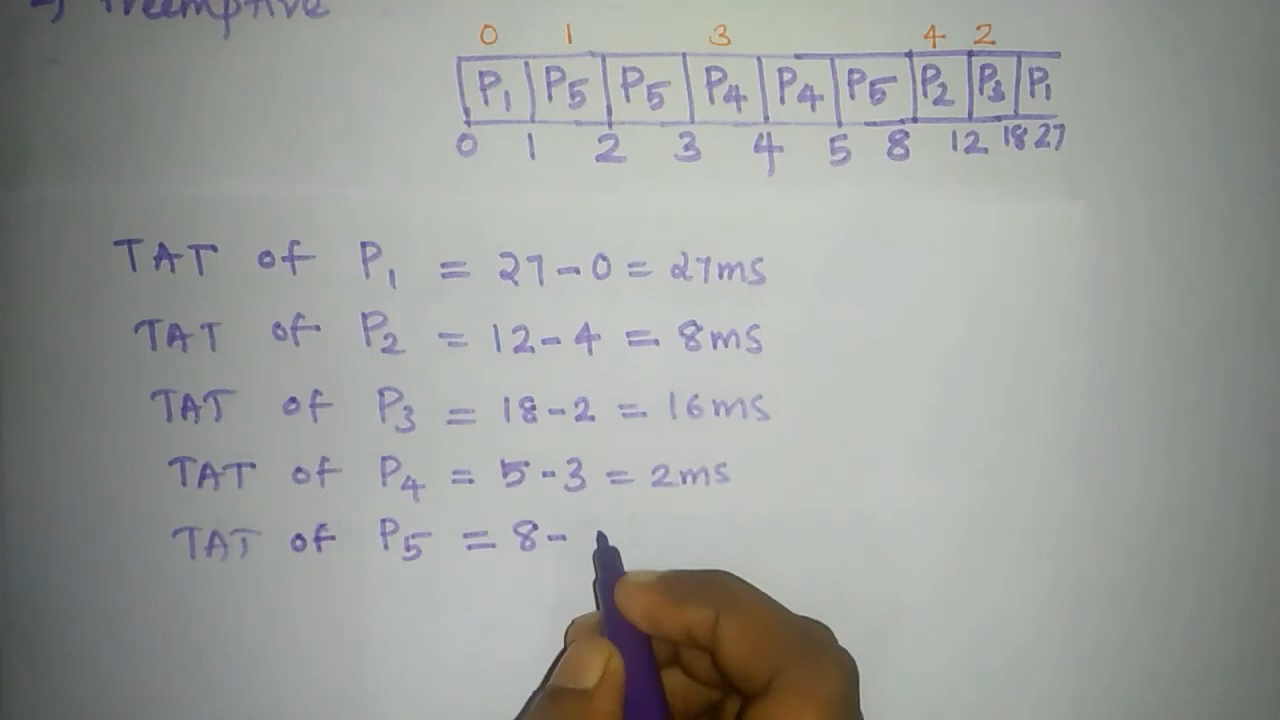 → Preemptive
0 1 3 4 2
P1 P5 P5 P4 P4 P5 P2 P3 P1
0 1 2 3 4 5 8 12 18 27
TAT of P1 = 27-0 = 27ms
TAT of P2 = 12-4 = 8ms
TAT of P3 = 18-2 = 16ms
TAT of P4 = 5-3 = 2ms
TAT of P5 = 8-